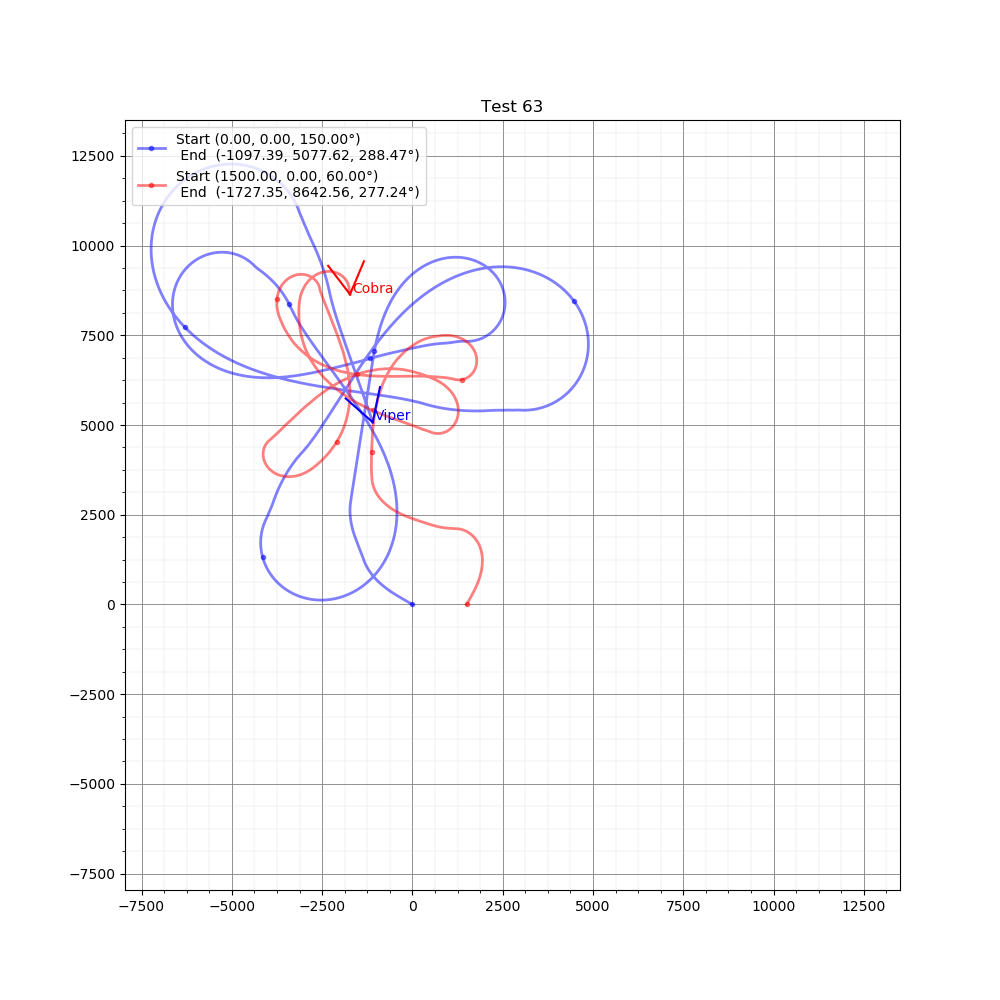 Test 63
Start (0.00, 0.00, 150.00°)
End  (-1097.39, 5077.62, 288.47°)
Start (1500.00, 0.00, 60.00°)
End  (-1727.35, 8642.56, 277.24°)
12500
10000
7500
5000
2500
0
−2500
−5000
−7500
Cobra
Viper
−7500 −5000 −2500 0 2500 5000 7500 10000 12500